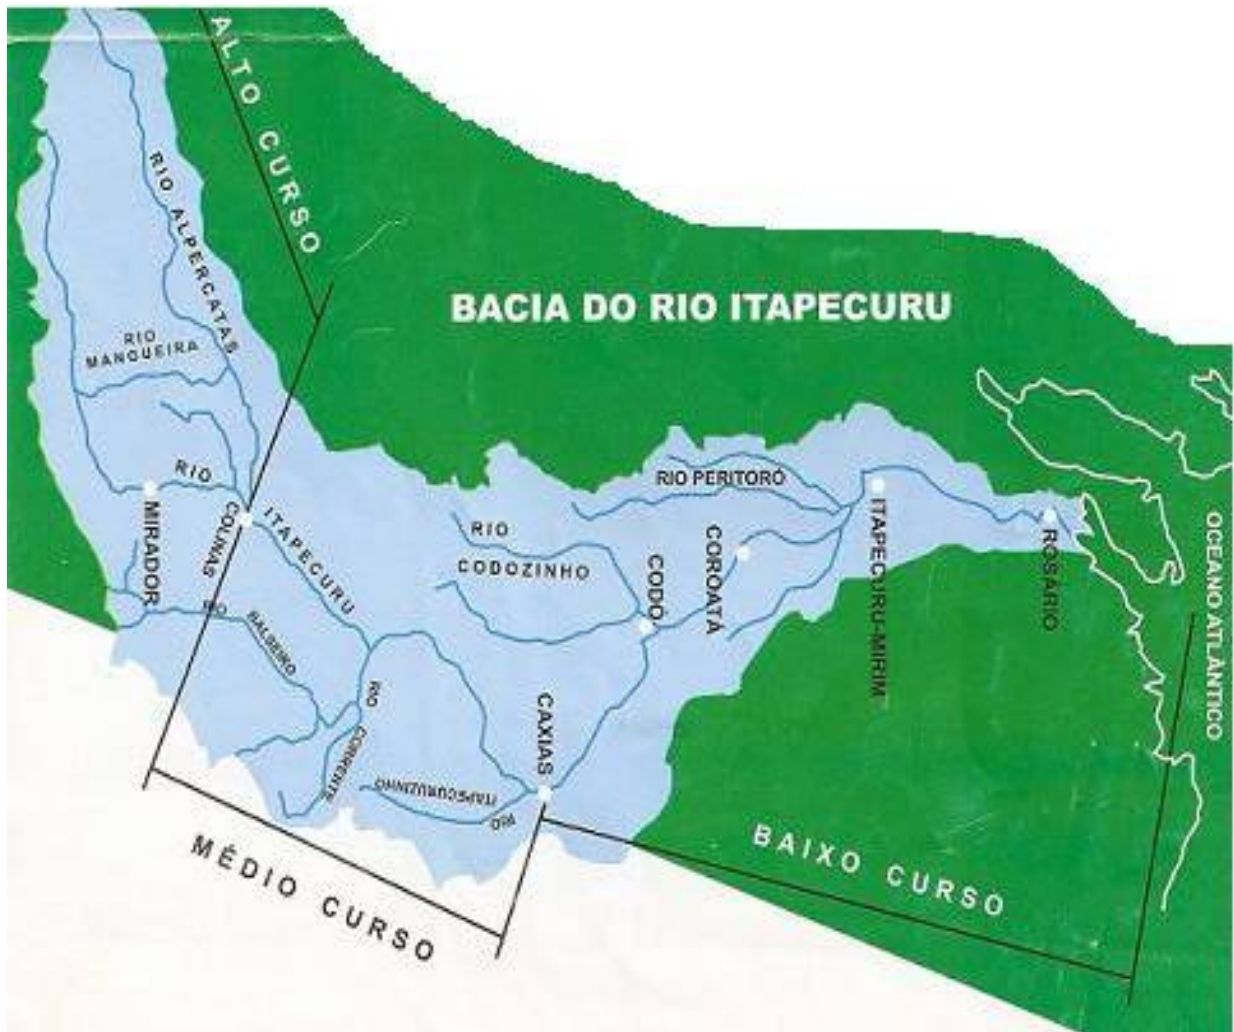 ALTO CURSO
BACIA DO RIO ITAPECURU
RIO ALPERCATAS
RIO
MANGUEIRA
RIO ITAPECURU
MIRADOR
COLINAS
RIO BALSEIRO
RIO CORRENTE
RIO ITAPECURUZINHO
RIO
CODOZINHO
RIO PERITORÓ
CODÓ
COROATÁ
CAXIAS
ITAPECURU-MIRIM
ROSÁRIO
OCEANO ATLÂNTICO
MÉDIO CURSO
BAIXO CURSO